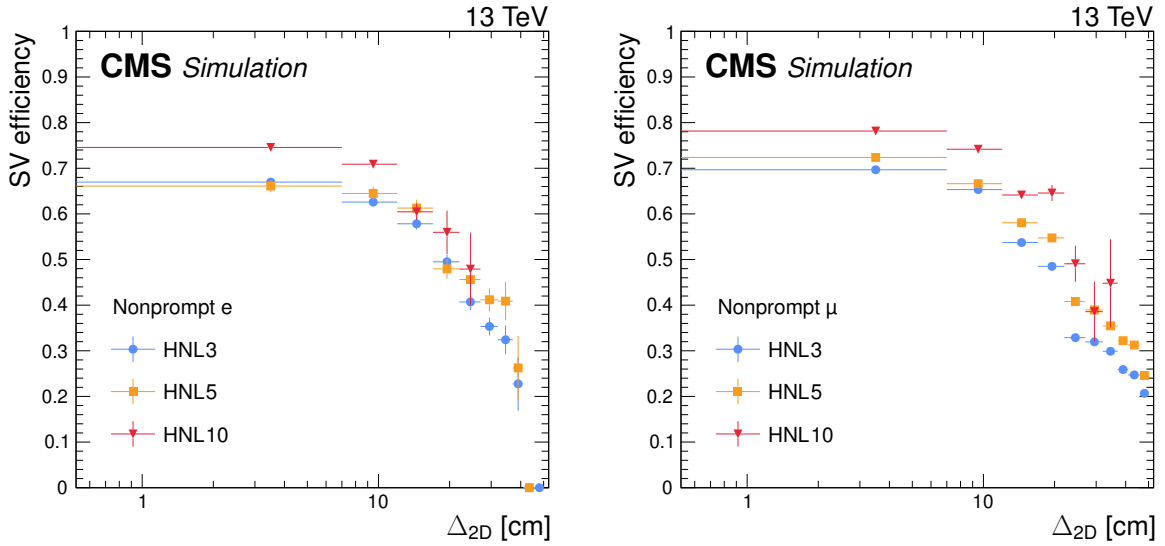 13 TeV
SV efficiency
CMS Simulation
1
0.9
0.8
0.7
0.6
0.5
0.4
0.3
0.2
0.1
0
Nonprompt e
HNL3
HNL5
HNL10
1
10
Δ2D [cm]
13 TeV
SV efficiency
CMS Simulation
1
0.9
0.8
0.7
0.6
0.5
0.4
0.3
0.2
0.1
0
Nonprompt μ
HNL3
HNL5
HNL10
1
10
Δ2D [cm]